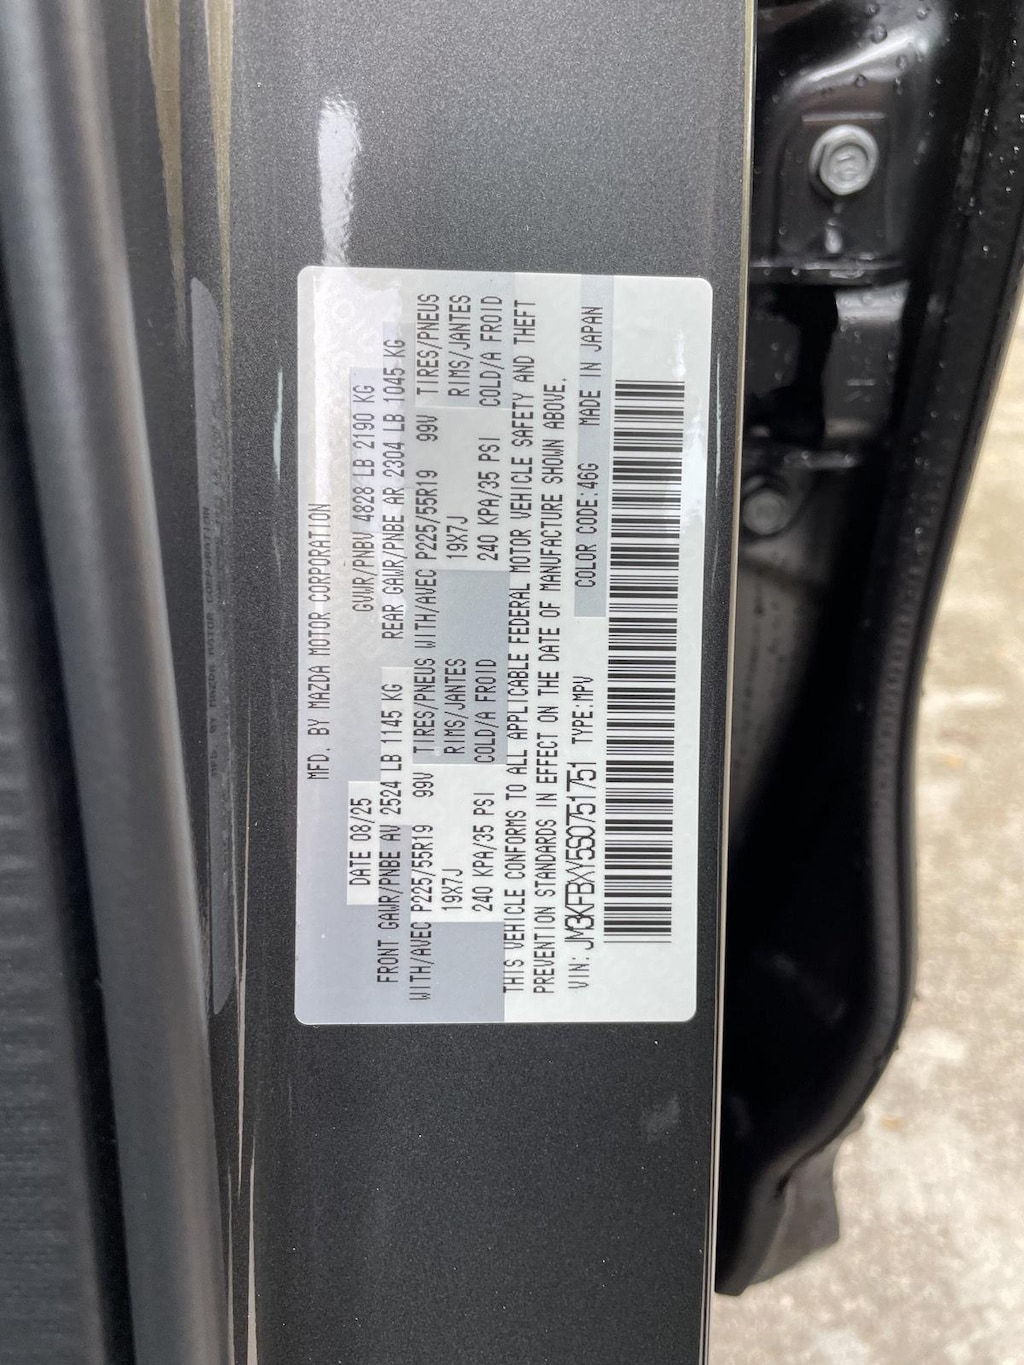 MFD. BY MAZDA MOTOR CORPORATION
DATE 08/25 GVWR/PNBV 4828 LB 2190 KG
FRONT GAWR/PNBE AV 2524 LB 1145 KG REAR GAWR/PNBE AR 2304 LB 1045 KG
WITH/AVEC P225/55R19 99V TIRES/PNEUS WITH/AVEC P225/55R19 99V TIRES/PNEUS
19X7J RIMS/JANTES 19X7J RIMS/JANTES
240 KPA/35 PSI COLD/A FROID 240 KPA/35 PSI COLD/A FROID
THIS VEHICLE CONFORMS TO ALL APPLICABLE FEDERAL MOTOR VEHICLE SAFETY AND THEFT
PREVENTION STANDARDS IN EFFECT ON THE DATE OF MANUFACTURE SHOWN ABOVE.
VIN: JM3KFBXY5S0751751 TYPE:MPV COLOR CODE:46G MADE IN JAPAN